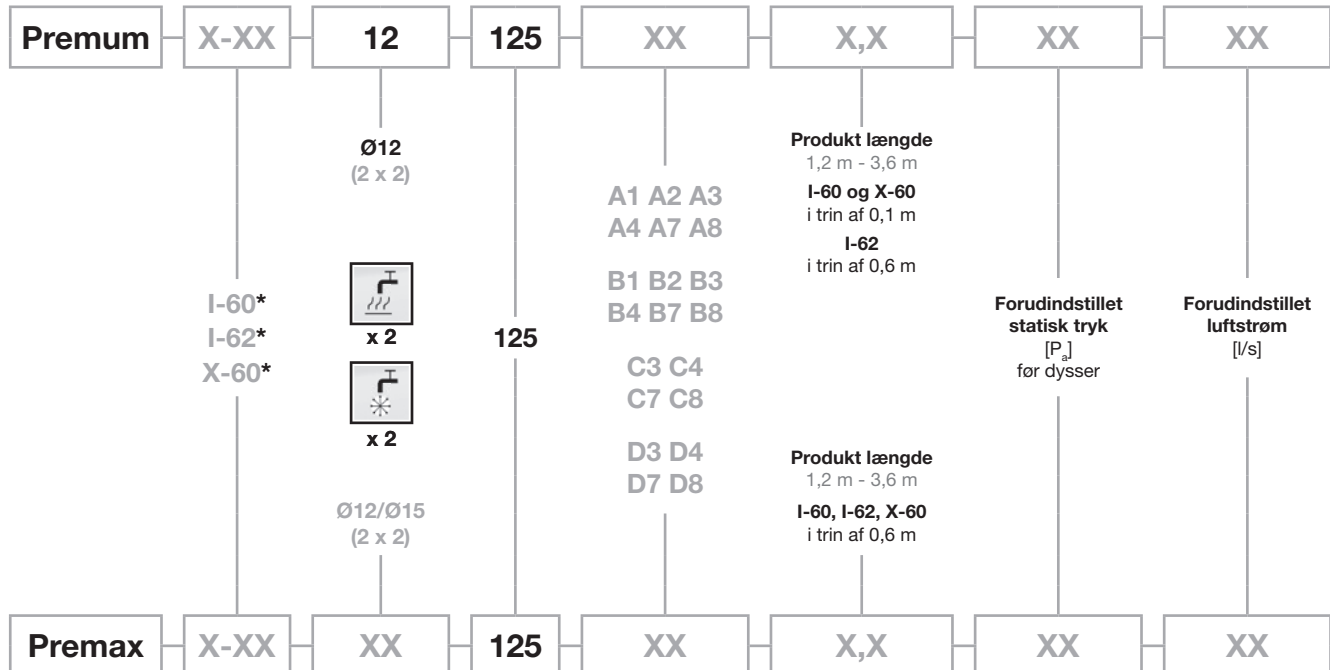 Premum X-XX 12 125 XX X,X XX XX
Ø12
(2 x 2)
x 2
x 2
Ø12/Ø15
(2 x 2)
I-60*
I-62*
X-60*
125
A1 A2 A3
A4 A7 A8
B1 B2 B3
B4 B7 B8
C3 C4
C7 C8
D3 D4
D7 D8
Produkt længde
1,2 m - 3,6 m
I-60 og X-60
i trin af 0,1 m
I-62
i trin af 0,6 m
Produkt længde
1,2 m - 3,6 m
I-60, I-62, X-60
i trin af 0,6 m
Forudindstillet
statisk tryk
[Pa]
før dysser
Forudindstillet
luftstrøm
[l/s]
Premax X-XX XX 125 XX X,X XX XX